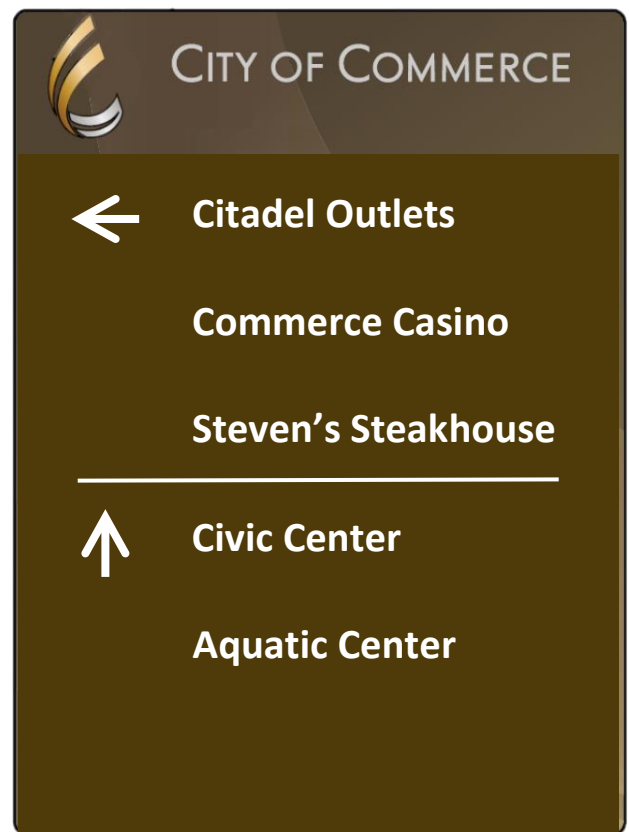 CITY OF COMMERCE
Citadel Outlets
Commerce Casino
Steven’s Steakhouse
Civic Center
Aquatic Center